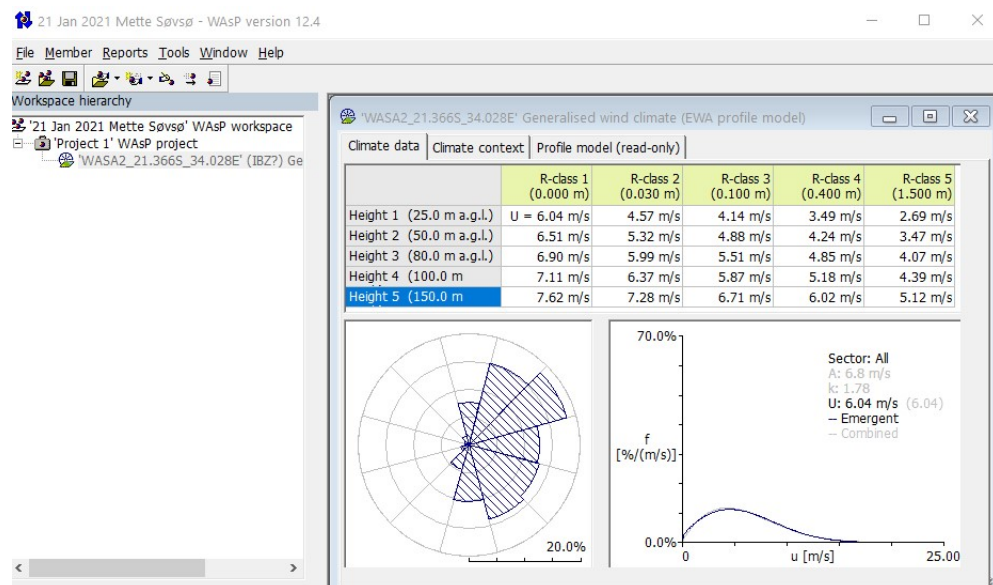 21 Jan 2021 Mette Søvsø - WAsP version 12.4
File Member Reports Tools Window Help
Workspace hierarchy
'21 Jan 2021 Mette Søvsø' WAsP workspace
'Project 1' WAsP project
'WASA2_21.366S_34.028E' (IBZ?) Ge
'WASA2_21.366S_34.028E' Generalised wind climate (EWA profile model)
Climate data Climate context Profile model (read-only)
R-class 1 R-class 2 R-class 3 R-class 4 R-class 5
(0.000 m) (0.030 m) (0.100 m) (0.400 m) (1.500 m)
Height 1 (25.0 m a.g.l.) U = 6.04 m/s 4.57 m/s 4.14 m/s 3.49 m/s 2.69 m/s
Height 2 (50.0 m a.g.l.) 6.51 m/s 5.32 m/s 4.88 m/s 4.24 m/s 3.47 m/s
Height 3 (80.0 m a.g.l.) 6.90 m/s 5.99 m/s 5.51 m/s 4.85 m/s 4.07 m/s
Height 4 (100.0 m 7.11 m/s 6.37 m/s 5.87 m/s 5.18 m/s 4.39 m/s
Height 5 (150.0 m 7.62 m/s 7.28 m/s 6.71 m/s 6.02 m/s 5.12 m/s
20.0%
70.0%
Sector: All
A: 6.8 m/s
k: 1.78
U: 6.04 m/s (6.04)
-- Emergent
-- Combined
f
[%/(m/s)]
0.0%
0 u [m/s] 25.00